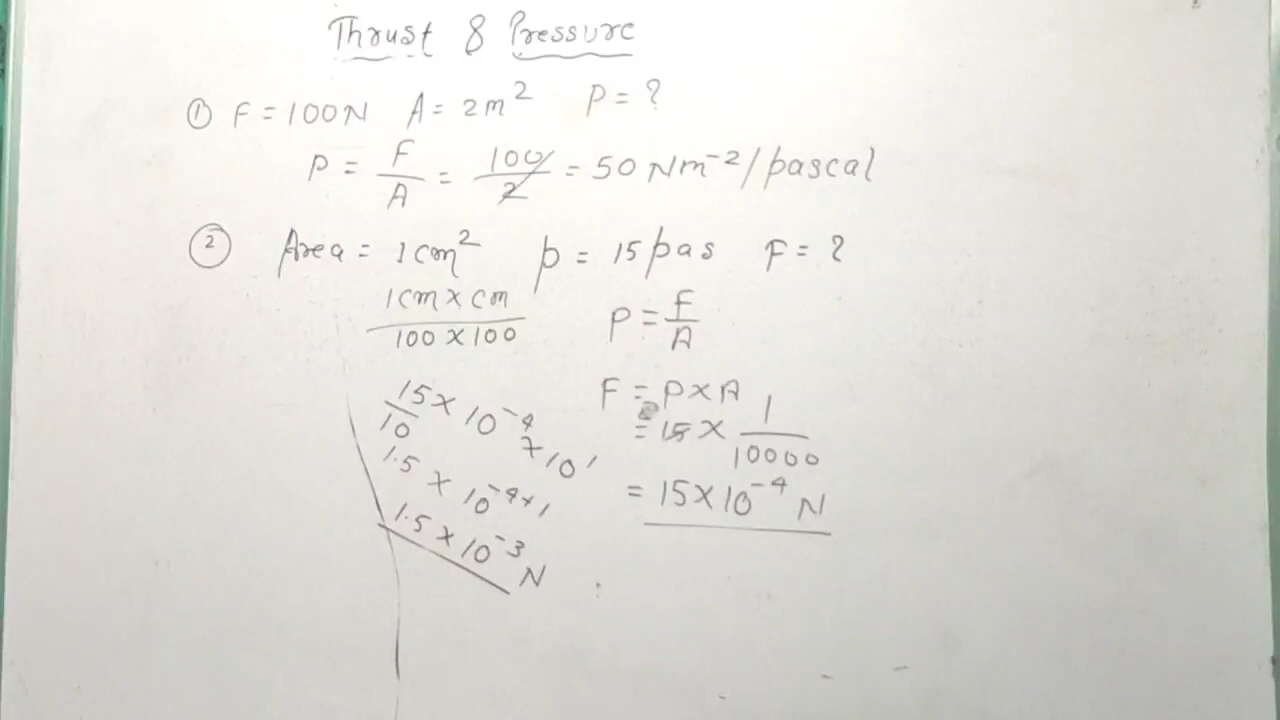 Thrust & Pressure
① F = 100N A = 2m² P = ?
P = F/A = 100/2 = 50 Nm⁻²/pascal
② Area = 1cm² p = 15pas F = ?
1cm × cm / 100 × 100
P = F/A
F = P×A
= 15 × 1/10000
= 15×10⁻⁴ N
15/10 × 10⁻⁴ × 10¹
1.5 × 10⁻⁴⁺¹
1.5 × 10⁻³ N